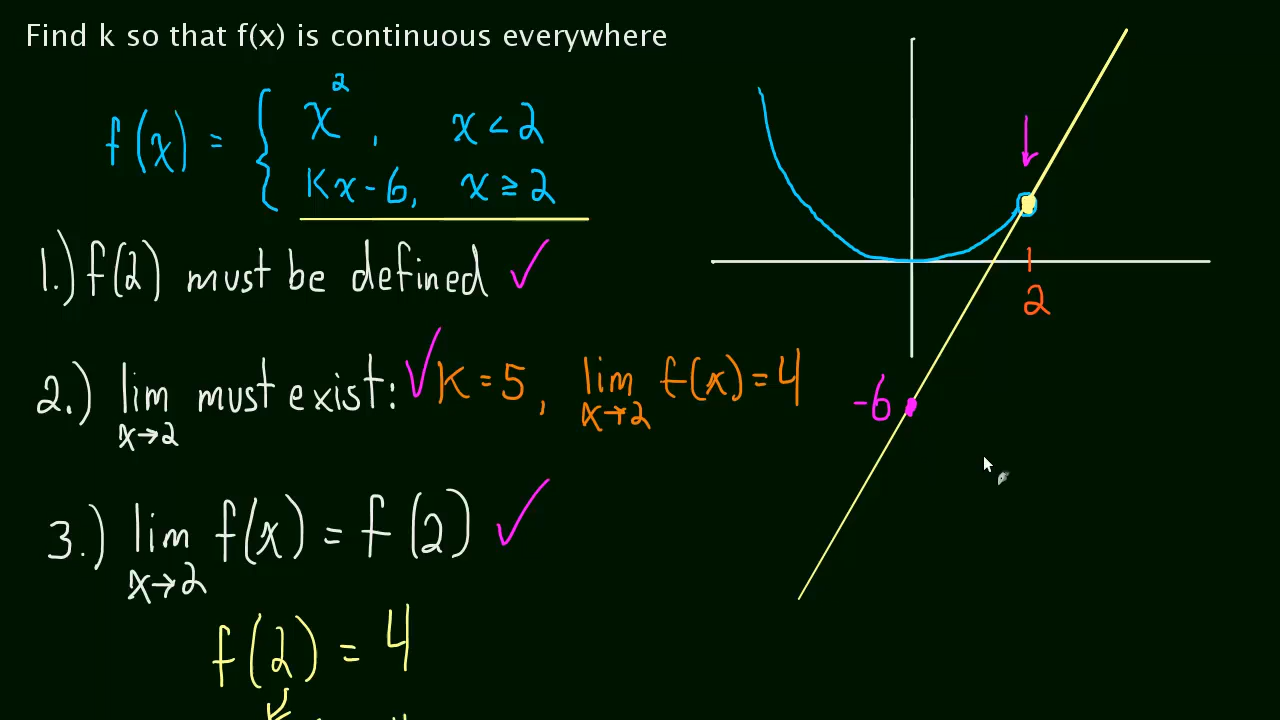 Find k so that f(x) is continuous everywhere
f(x) = { x², x < 2
kx - 6, x ≥ 2
1.) f(2) must be defined ✓
2.) lim x→2 must exist: ✓ K = 5, lim x→2 f(x) = 4
3.) lim x→2 f(x) = f(2) ✓
f(2) = 4
2
-6